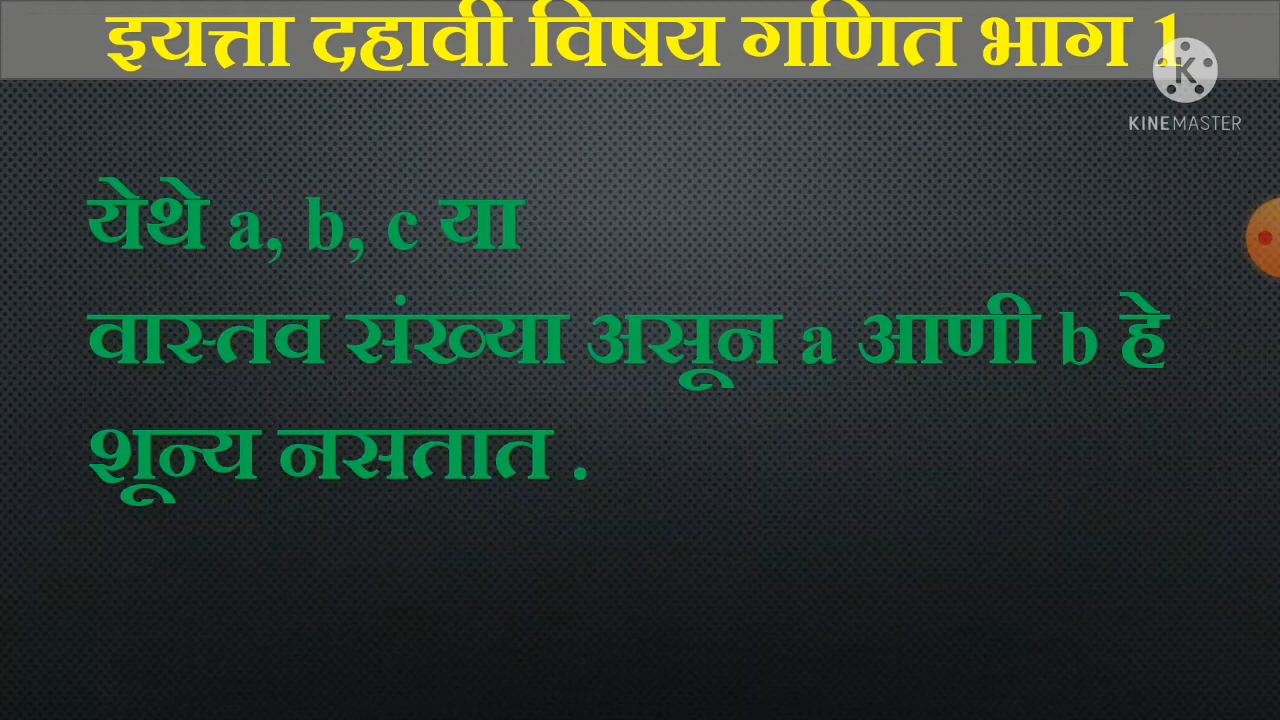 इयत्ता दहावी विषय गणित भाग 1
K
KINEMASTER
येथे a, b, c या
वास्तव संख्या असून a आणी b हे
शून्य नसतात .